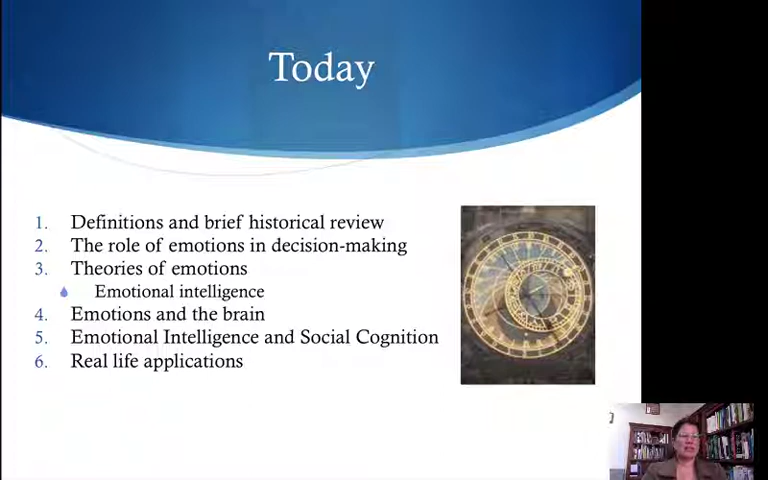 Today
1. Definitions and brief historical review
2. The role of emotions in decision-making
3. Theories of emotions
Emotional intelligence
4. Emotions and the brain
5. Emotional Intelligence and Social Cognition
6. Real life applications